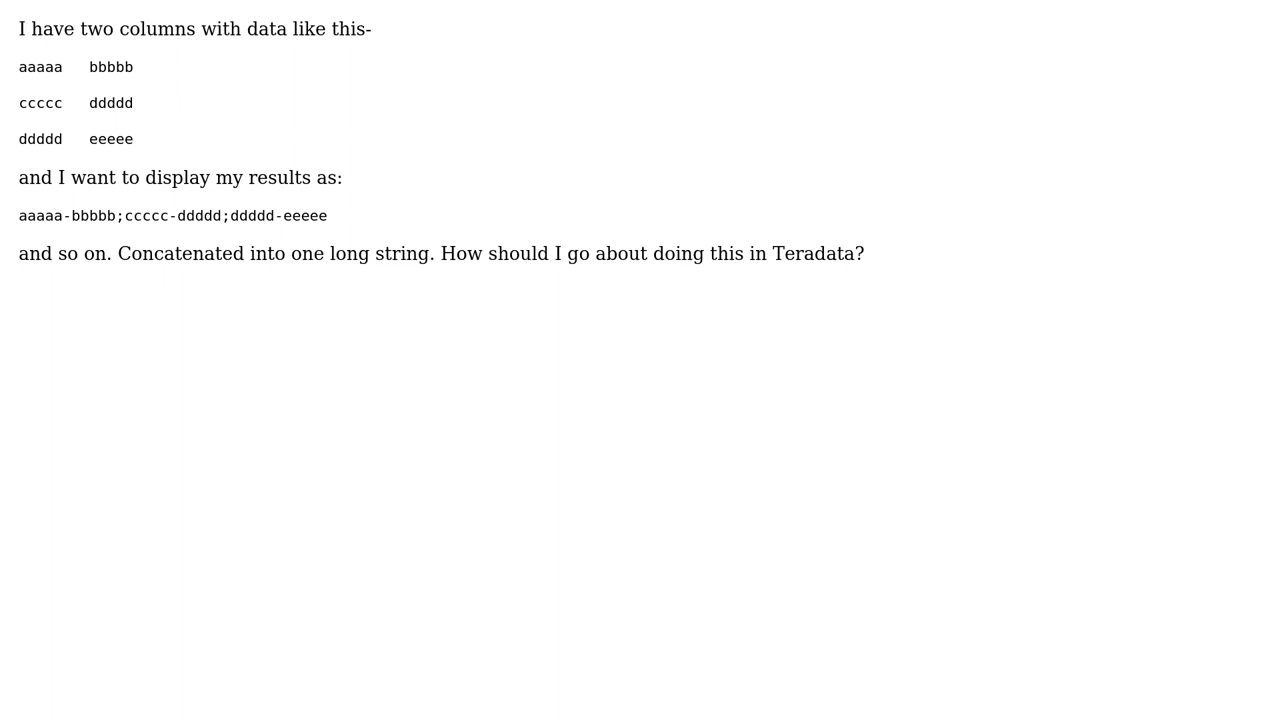 I have two columns with data like this-
aaaaa   bbbbb
ccccc   ddddd
ddddd   eeeee
and I want to display my results as:
aaaaa-bbbbb;ccccc-ddddd;ddddd-eeeee
and so on. Concatenated into one long string. How should I go about doing this in Teradata?